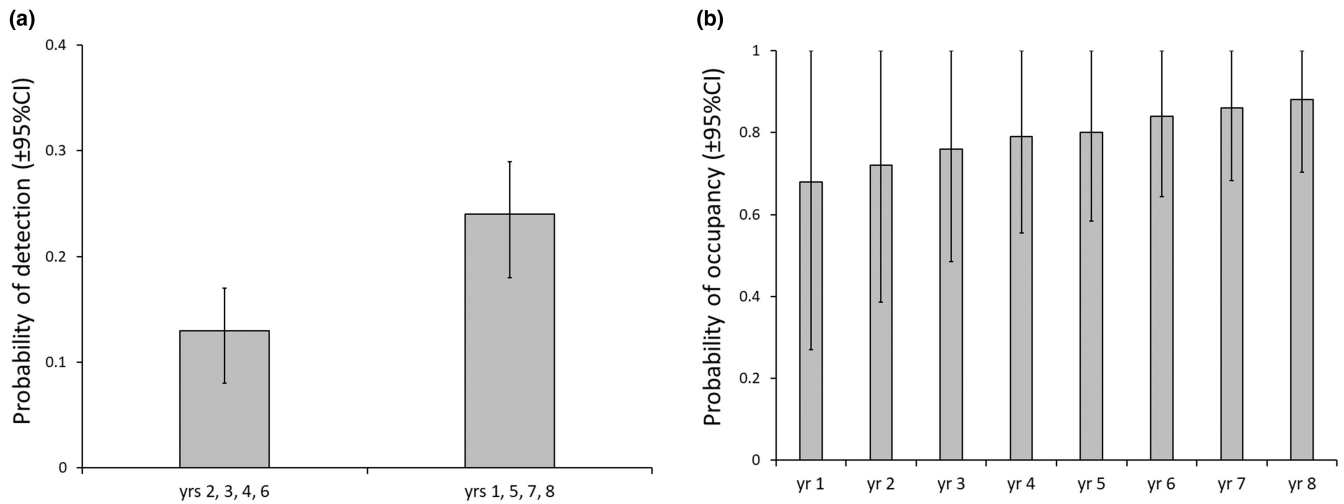 (a)
Probability of detection (±95%CI)
0.4
0.3
0.2
0.1
0
yrs 2, 3, 4, 6
yrs 1, 5, 7, 8
(b)
Probability of occupancy (±95%CI)
1
0.8
0.6
0.4
0.2
0
yr 1
yr 2
yr 3
yr 4
yr 5
yr 6
yr 7
yr 8